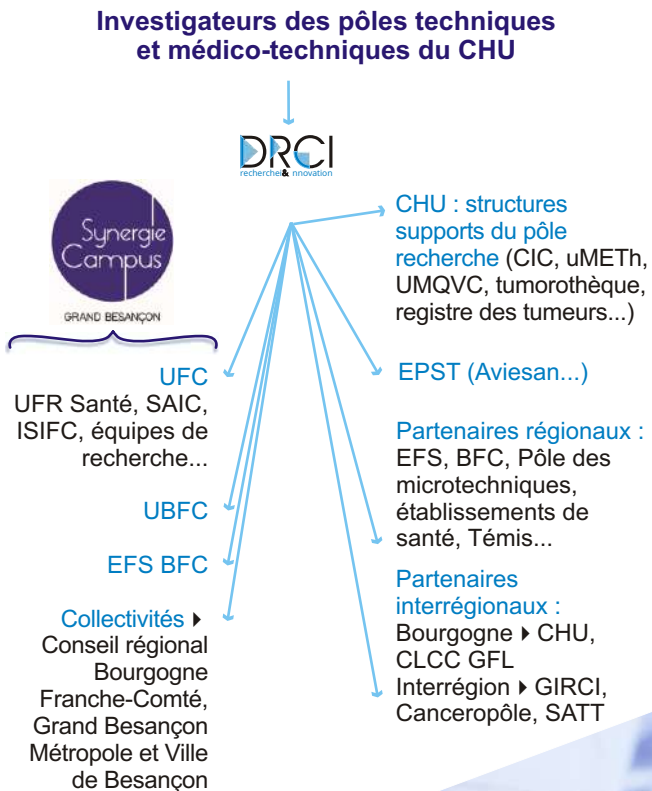 Investigateurs des pôles techniques
et médico-techniques du CHU
DRCI
recherche& nnovation
Synergie
Campus
GRAND BESANÇON
UFC
UFR Santé, SAIC,
ISIFC, équipes de
recherche...
UBFC
EFS BFC
Collectivités ▸
Conseil régional
Bourgogne
Franche-Comté,
Grand Besançon
Métropole et Ville
de Besançon
CHU : structures
supports du pôle
recherche (CIC, uMETh,
UMQVC, tumorothèque,
registre des tumeurs...)
EPST (Aviesan...)
Partenaires régionaux :
EFS, BFC, Pôle des
microtechniques,
établissements de
santé, Témis...
Partenaires
interrégionaux :
Bourgogne ▸ CHU,
CLCC GFL
Interrégion ▸ GIRCI,
Canceropôle, SATT